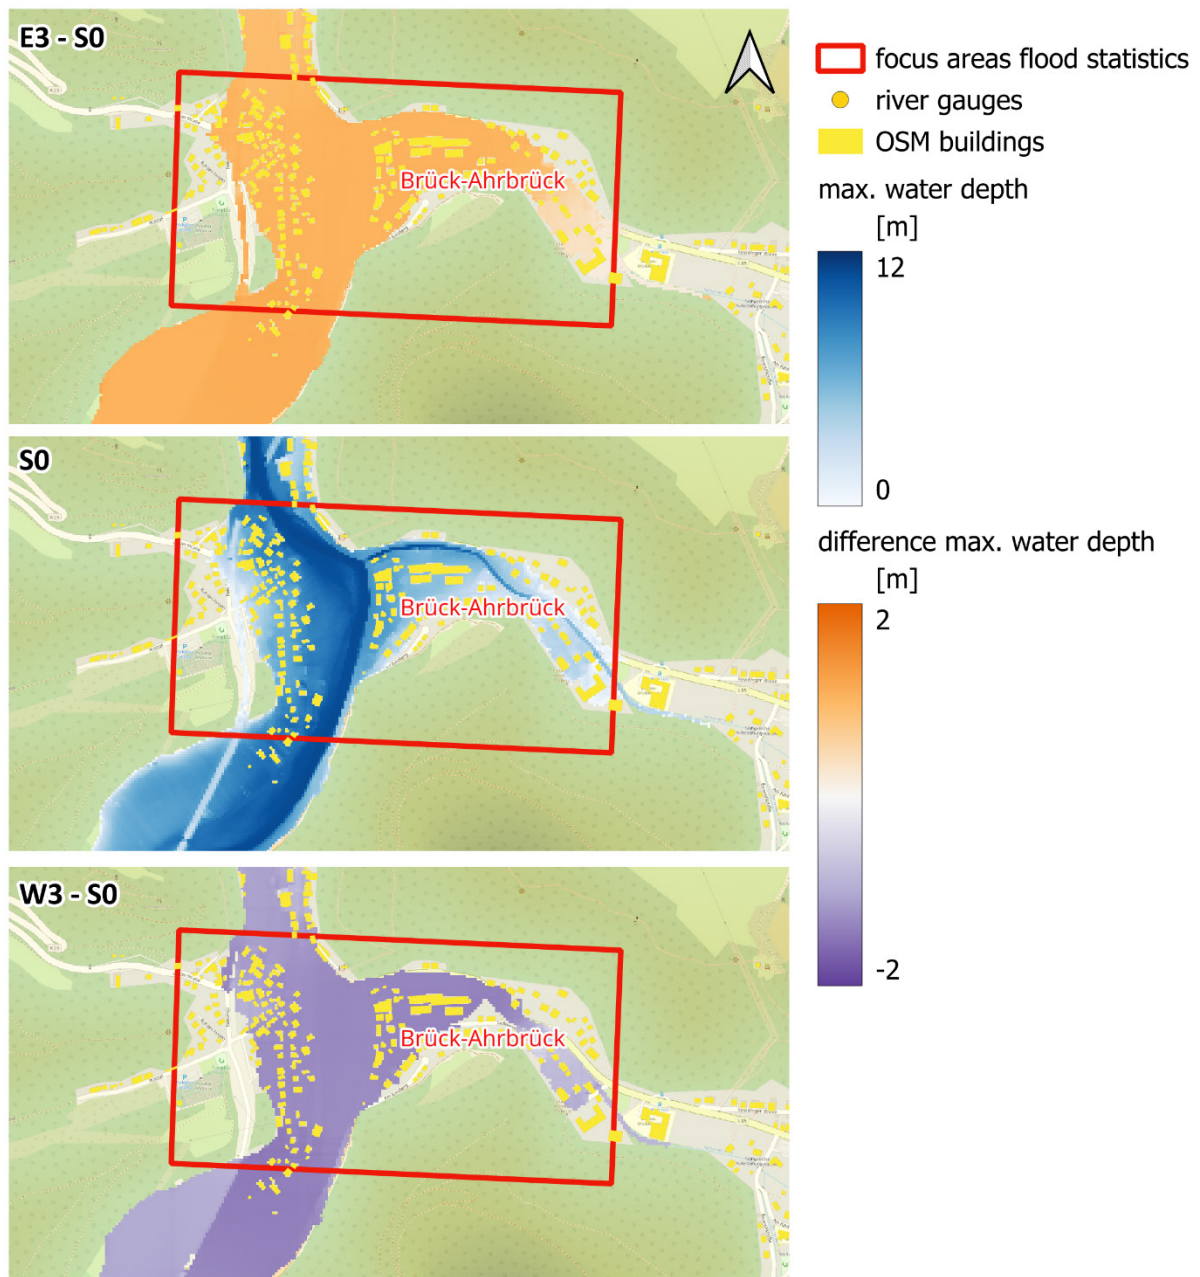 E3 - S0
Brück-Ahrbrück
S0
Brück-Ahrbrück
W3 - S0
Brück-Ahrbrück
focus areas flood statistics
river gauges
OSM buildings
max. water depth
[m]
12
0
difference max. water depth
[m]
2
-2